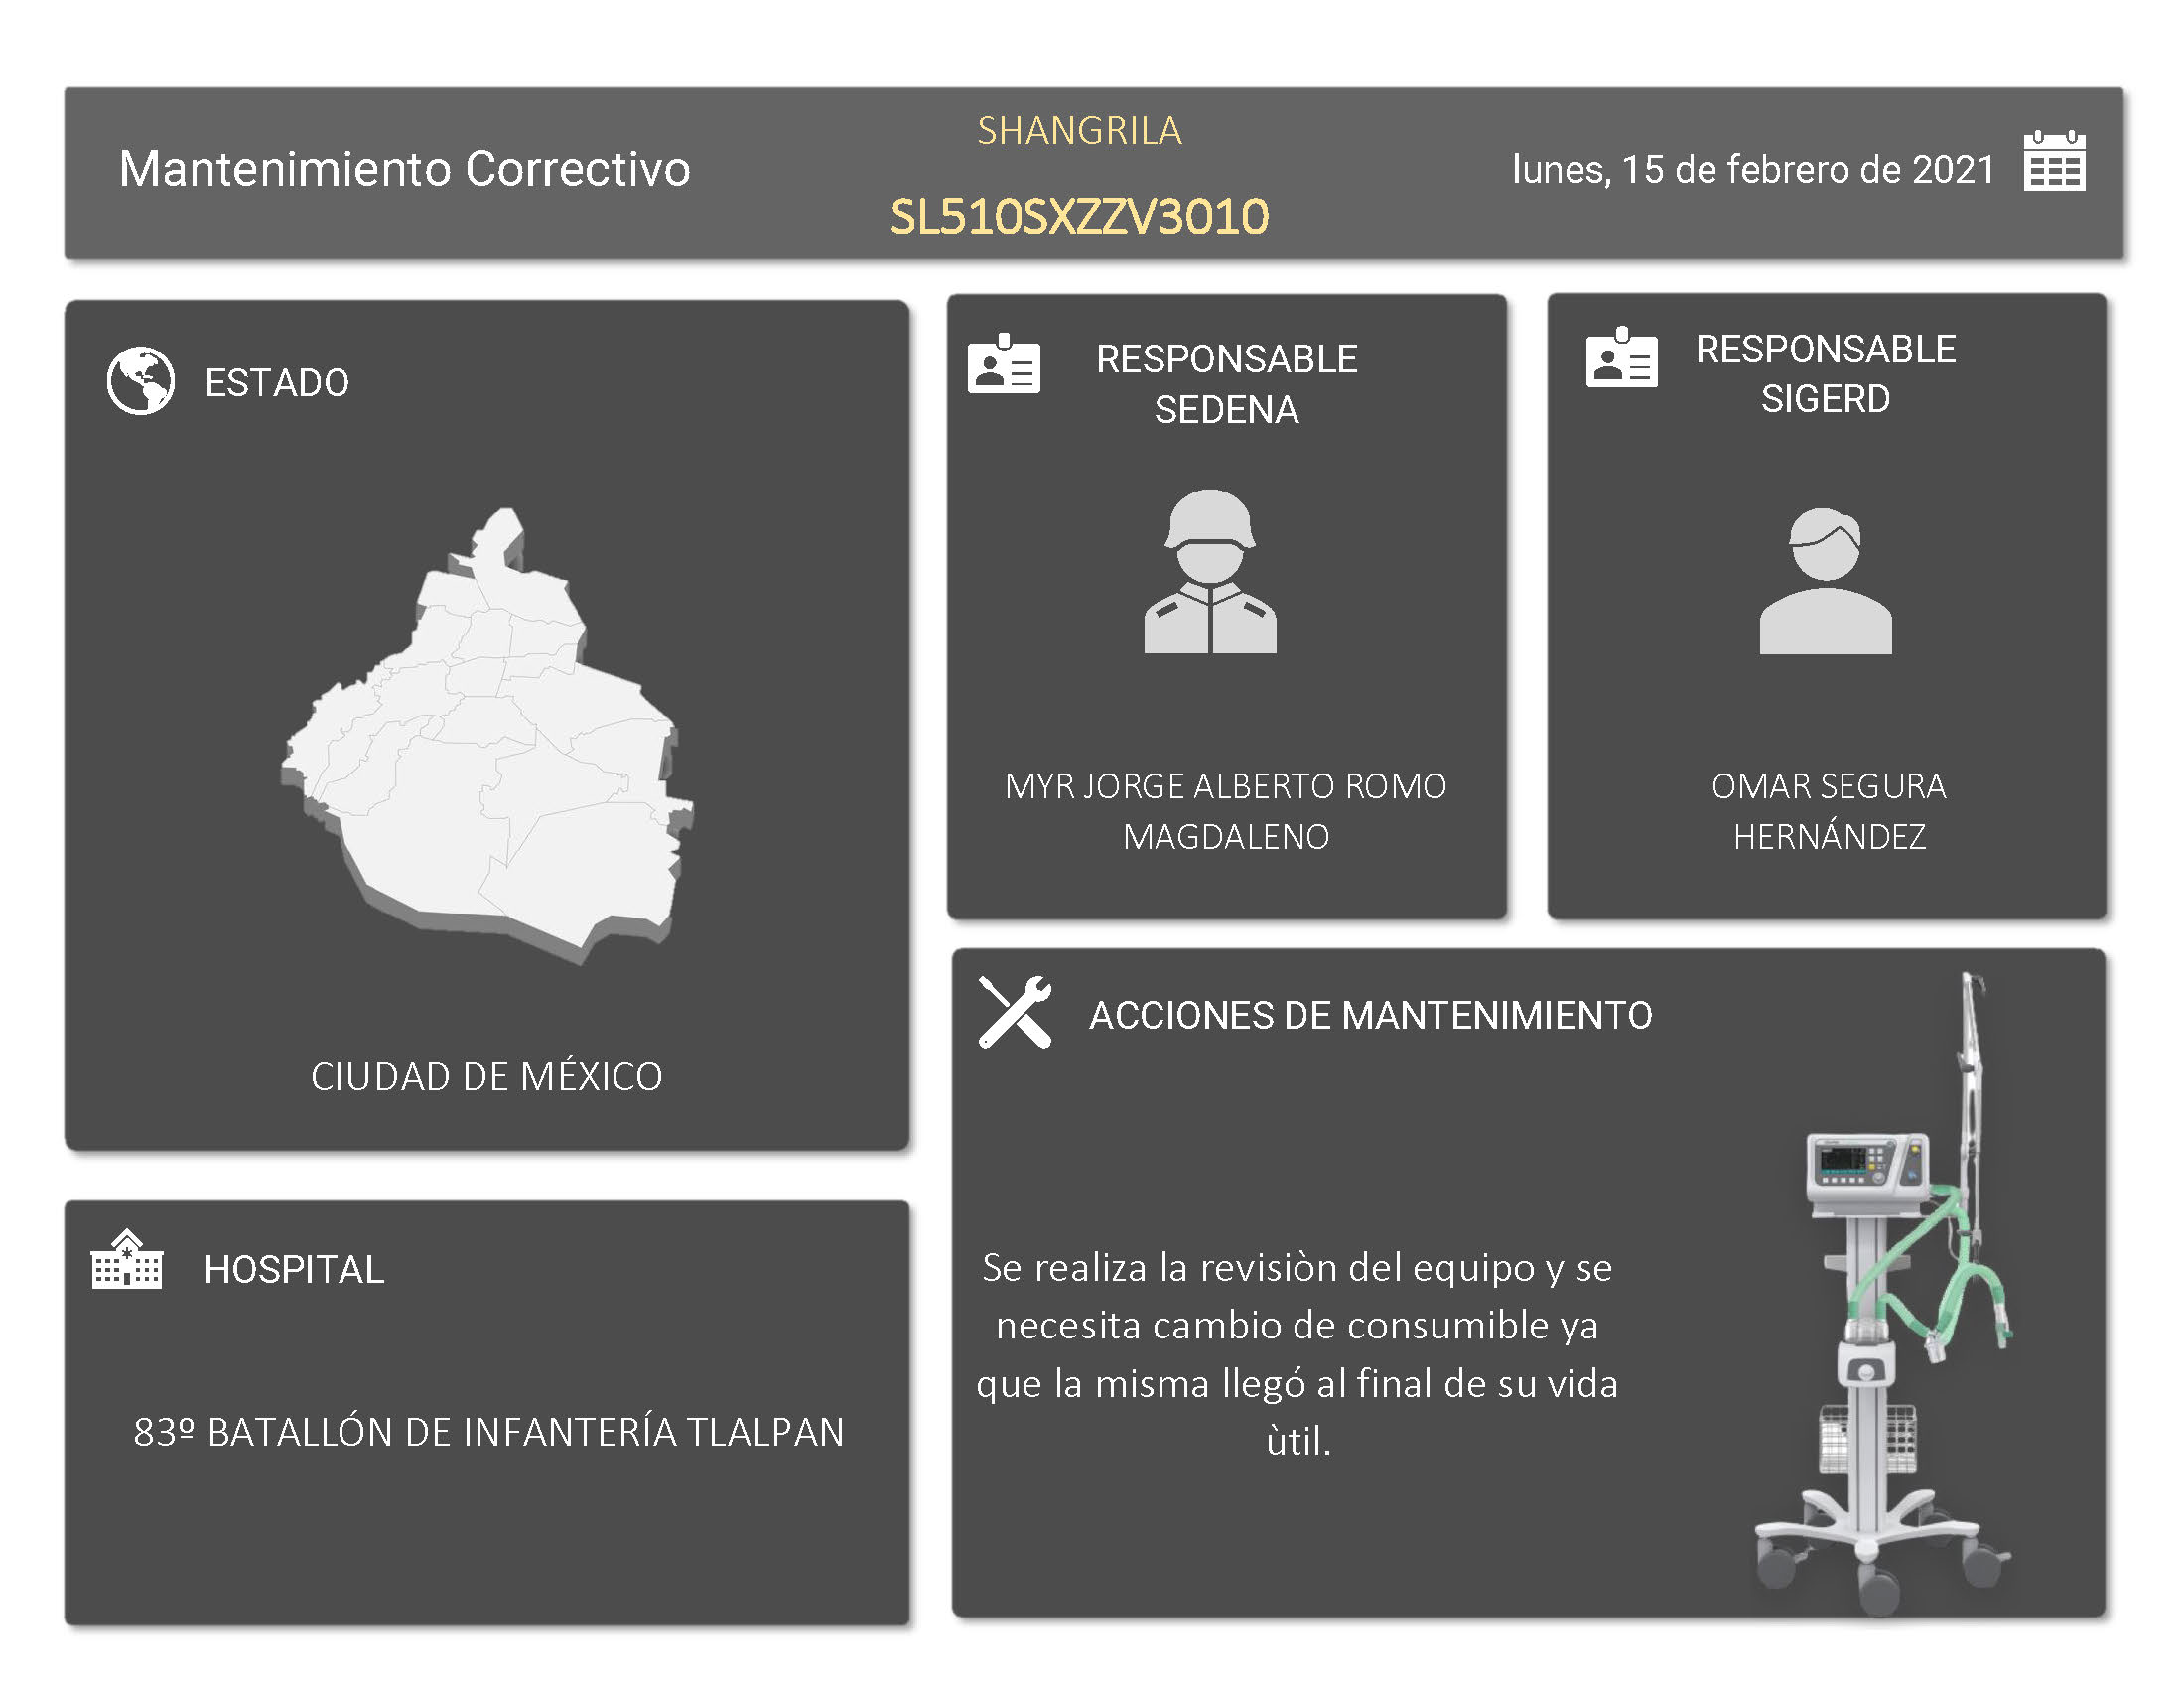 Mantenimiento Correctivo
SHANGRILA
SL510SXZZV3010
lunes, 15 de febrero de 2021
ESTADO
CIUDAD DE MÉXICO
RESPONSABLE
SEDENA
MYR JORGE ALBERTO ROMO
MAGDALENO
RESPONSABLE
SIGERD
OMAR SEGURA
HERNÁNDEZ
HOSPITAL
83º BATALLÓN DE INFANTERÍA TLALPAN
ACCIONES DE MANTENIMIENTO
Se realiza la revisiòn del equipo y se
necesita cambio de consumible ya
que la misma llegó al final de su vida
ùtil.